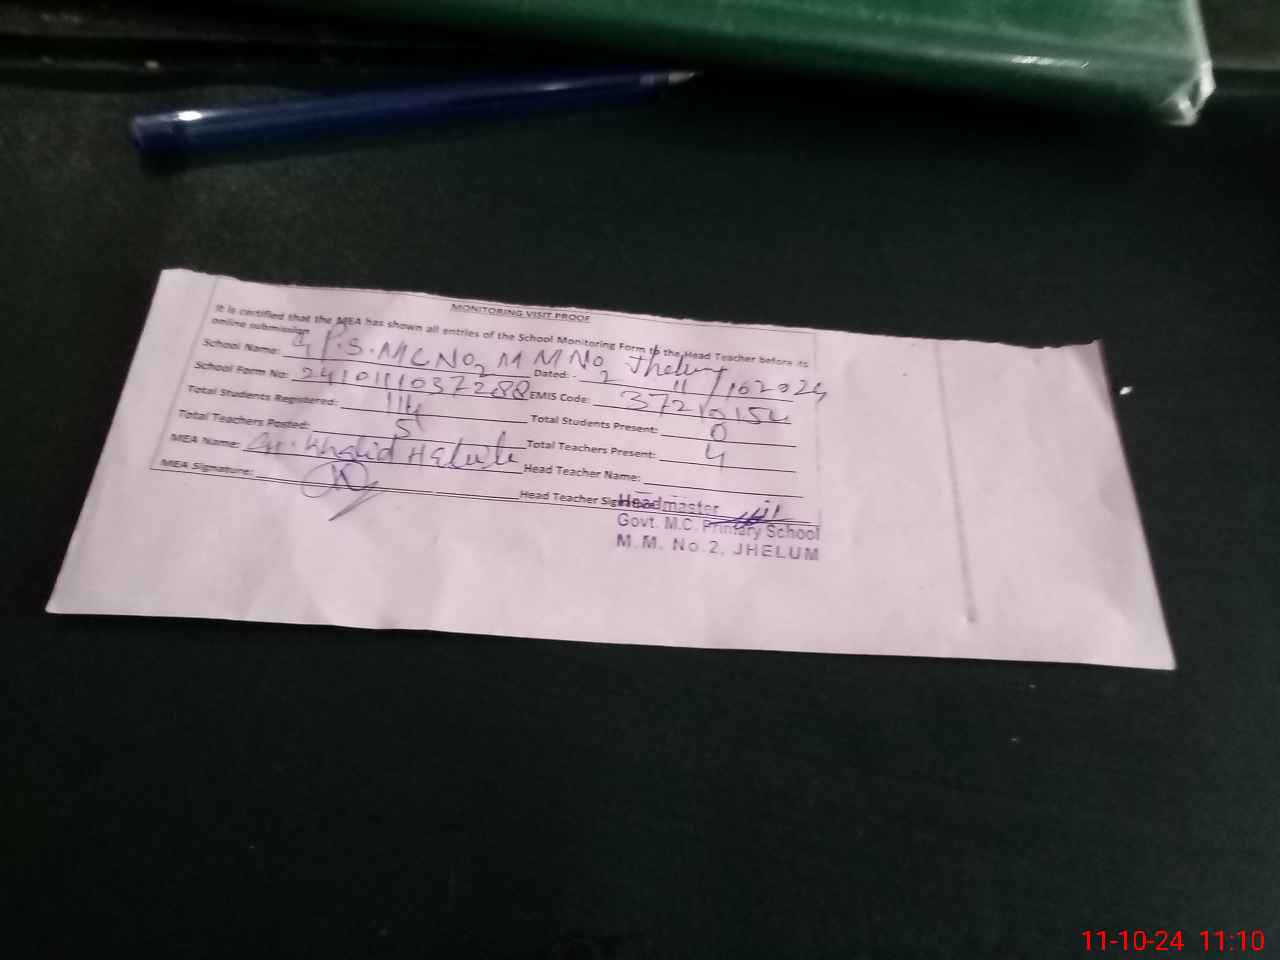 MONITORING VISIT PROOF
It is certified that the MEA has shown all entries of the School Monitoring Form to the Head Teacher before its
online submission
School Name: G P.S. MC NO2 M M NO2 Jhelum
Dated: - 11/10 2024
School Form No:
EMIS Code: 37210154
Total Students Registered: 114
Total Students Present: 0
Total Teachers Posted: 5
Total Teachers Present: 4
MEA Name: Khalid
Head Teacher Name:
MEA Signature:
Head Teacher
Headmaster
Govt. M.C. Primary School
M.M. No.2, JHELUM
11-10-24 11:10